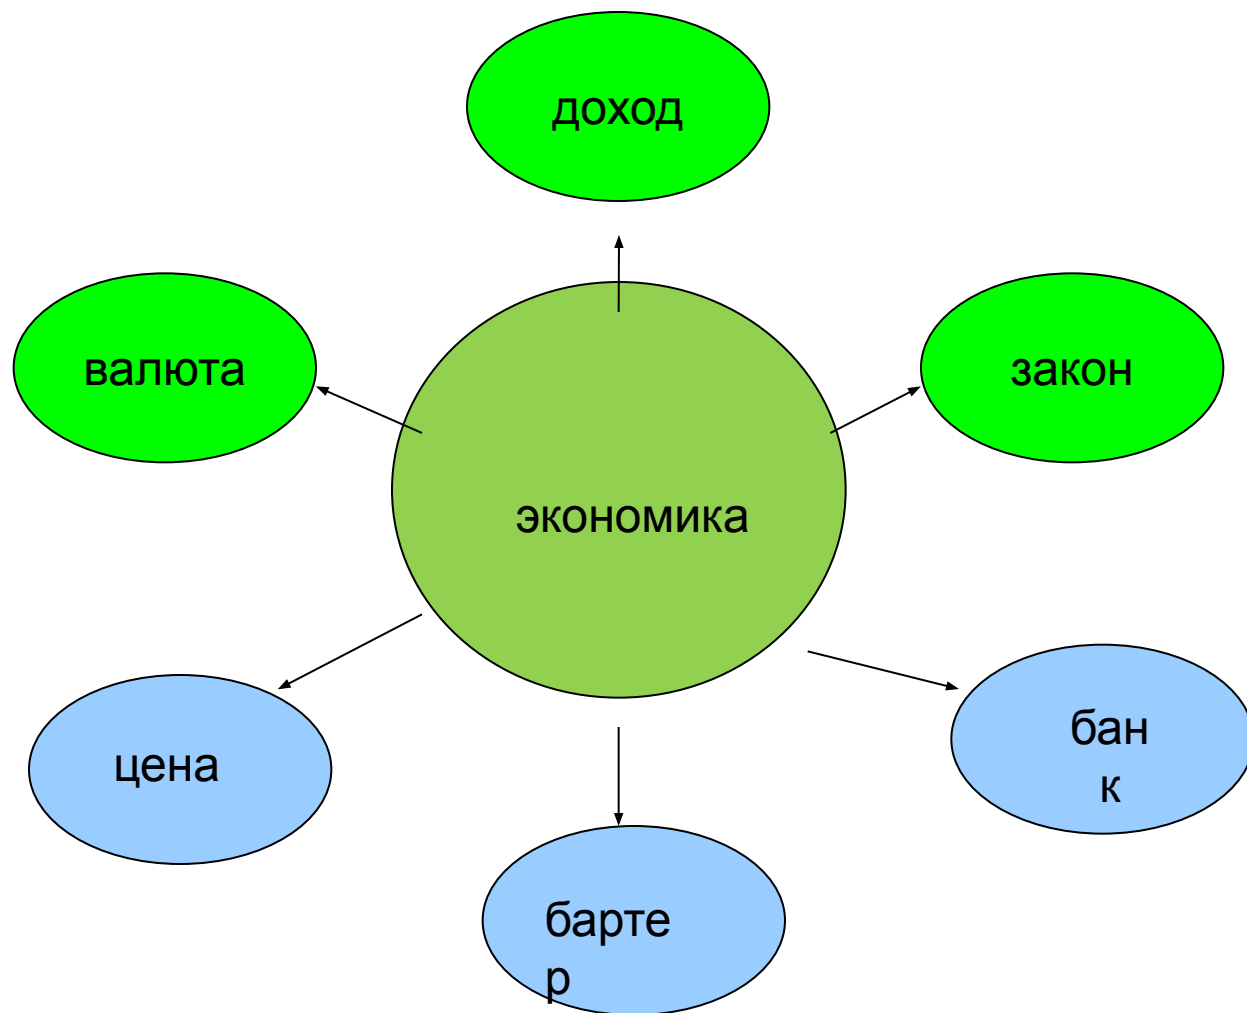 доход
валюта
закон
экономика
бан
к
цена
барте
р